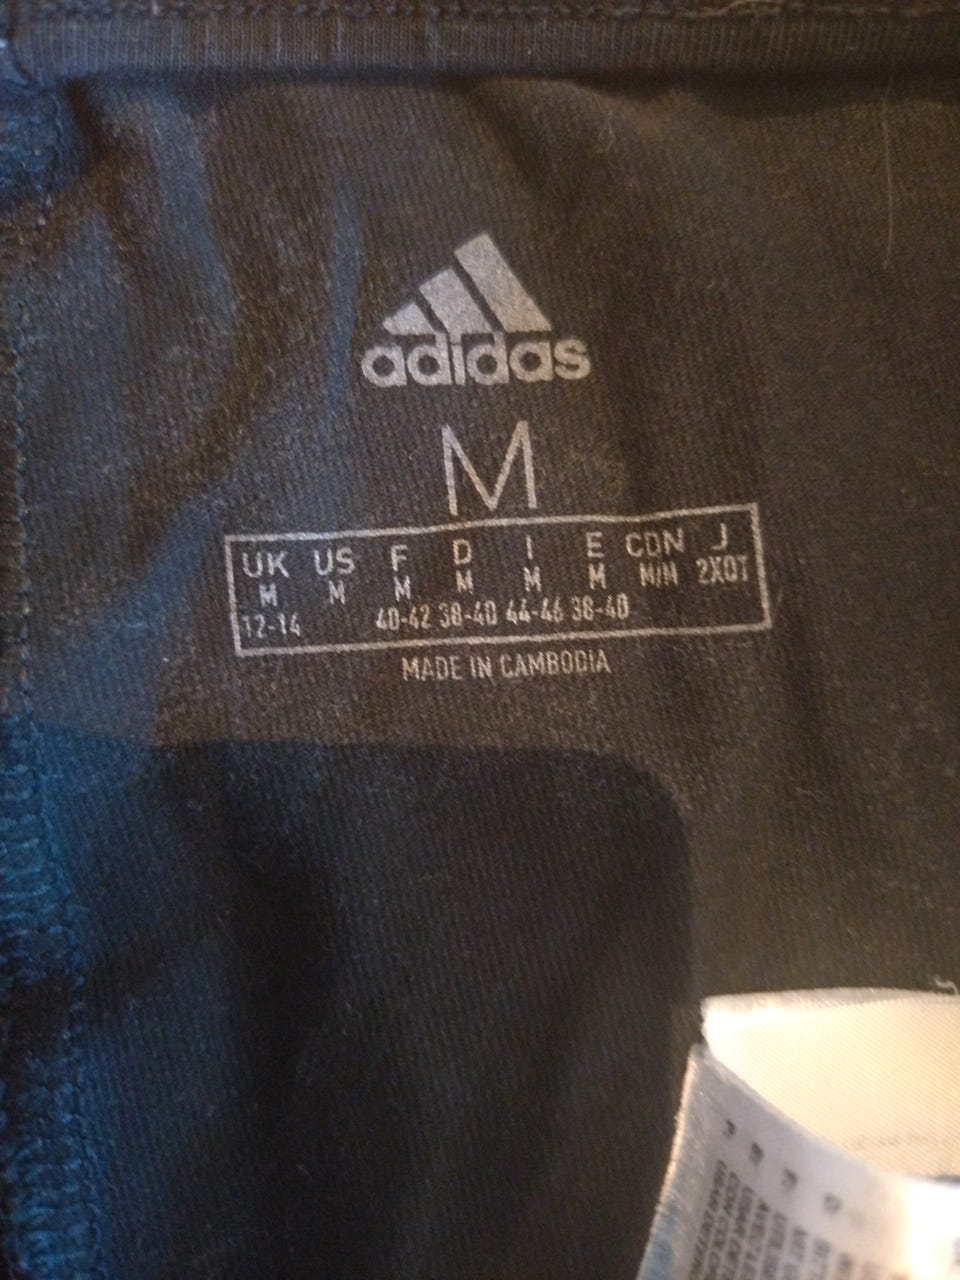 adidas
M
UK US F D I E CDN J
M M M M M M M/M 2XOT
12-14 40-42 38-40 44-46 38-40
MADE IN CAMBODIA